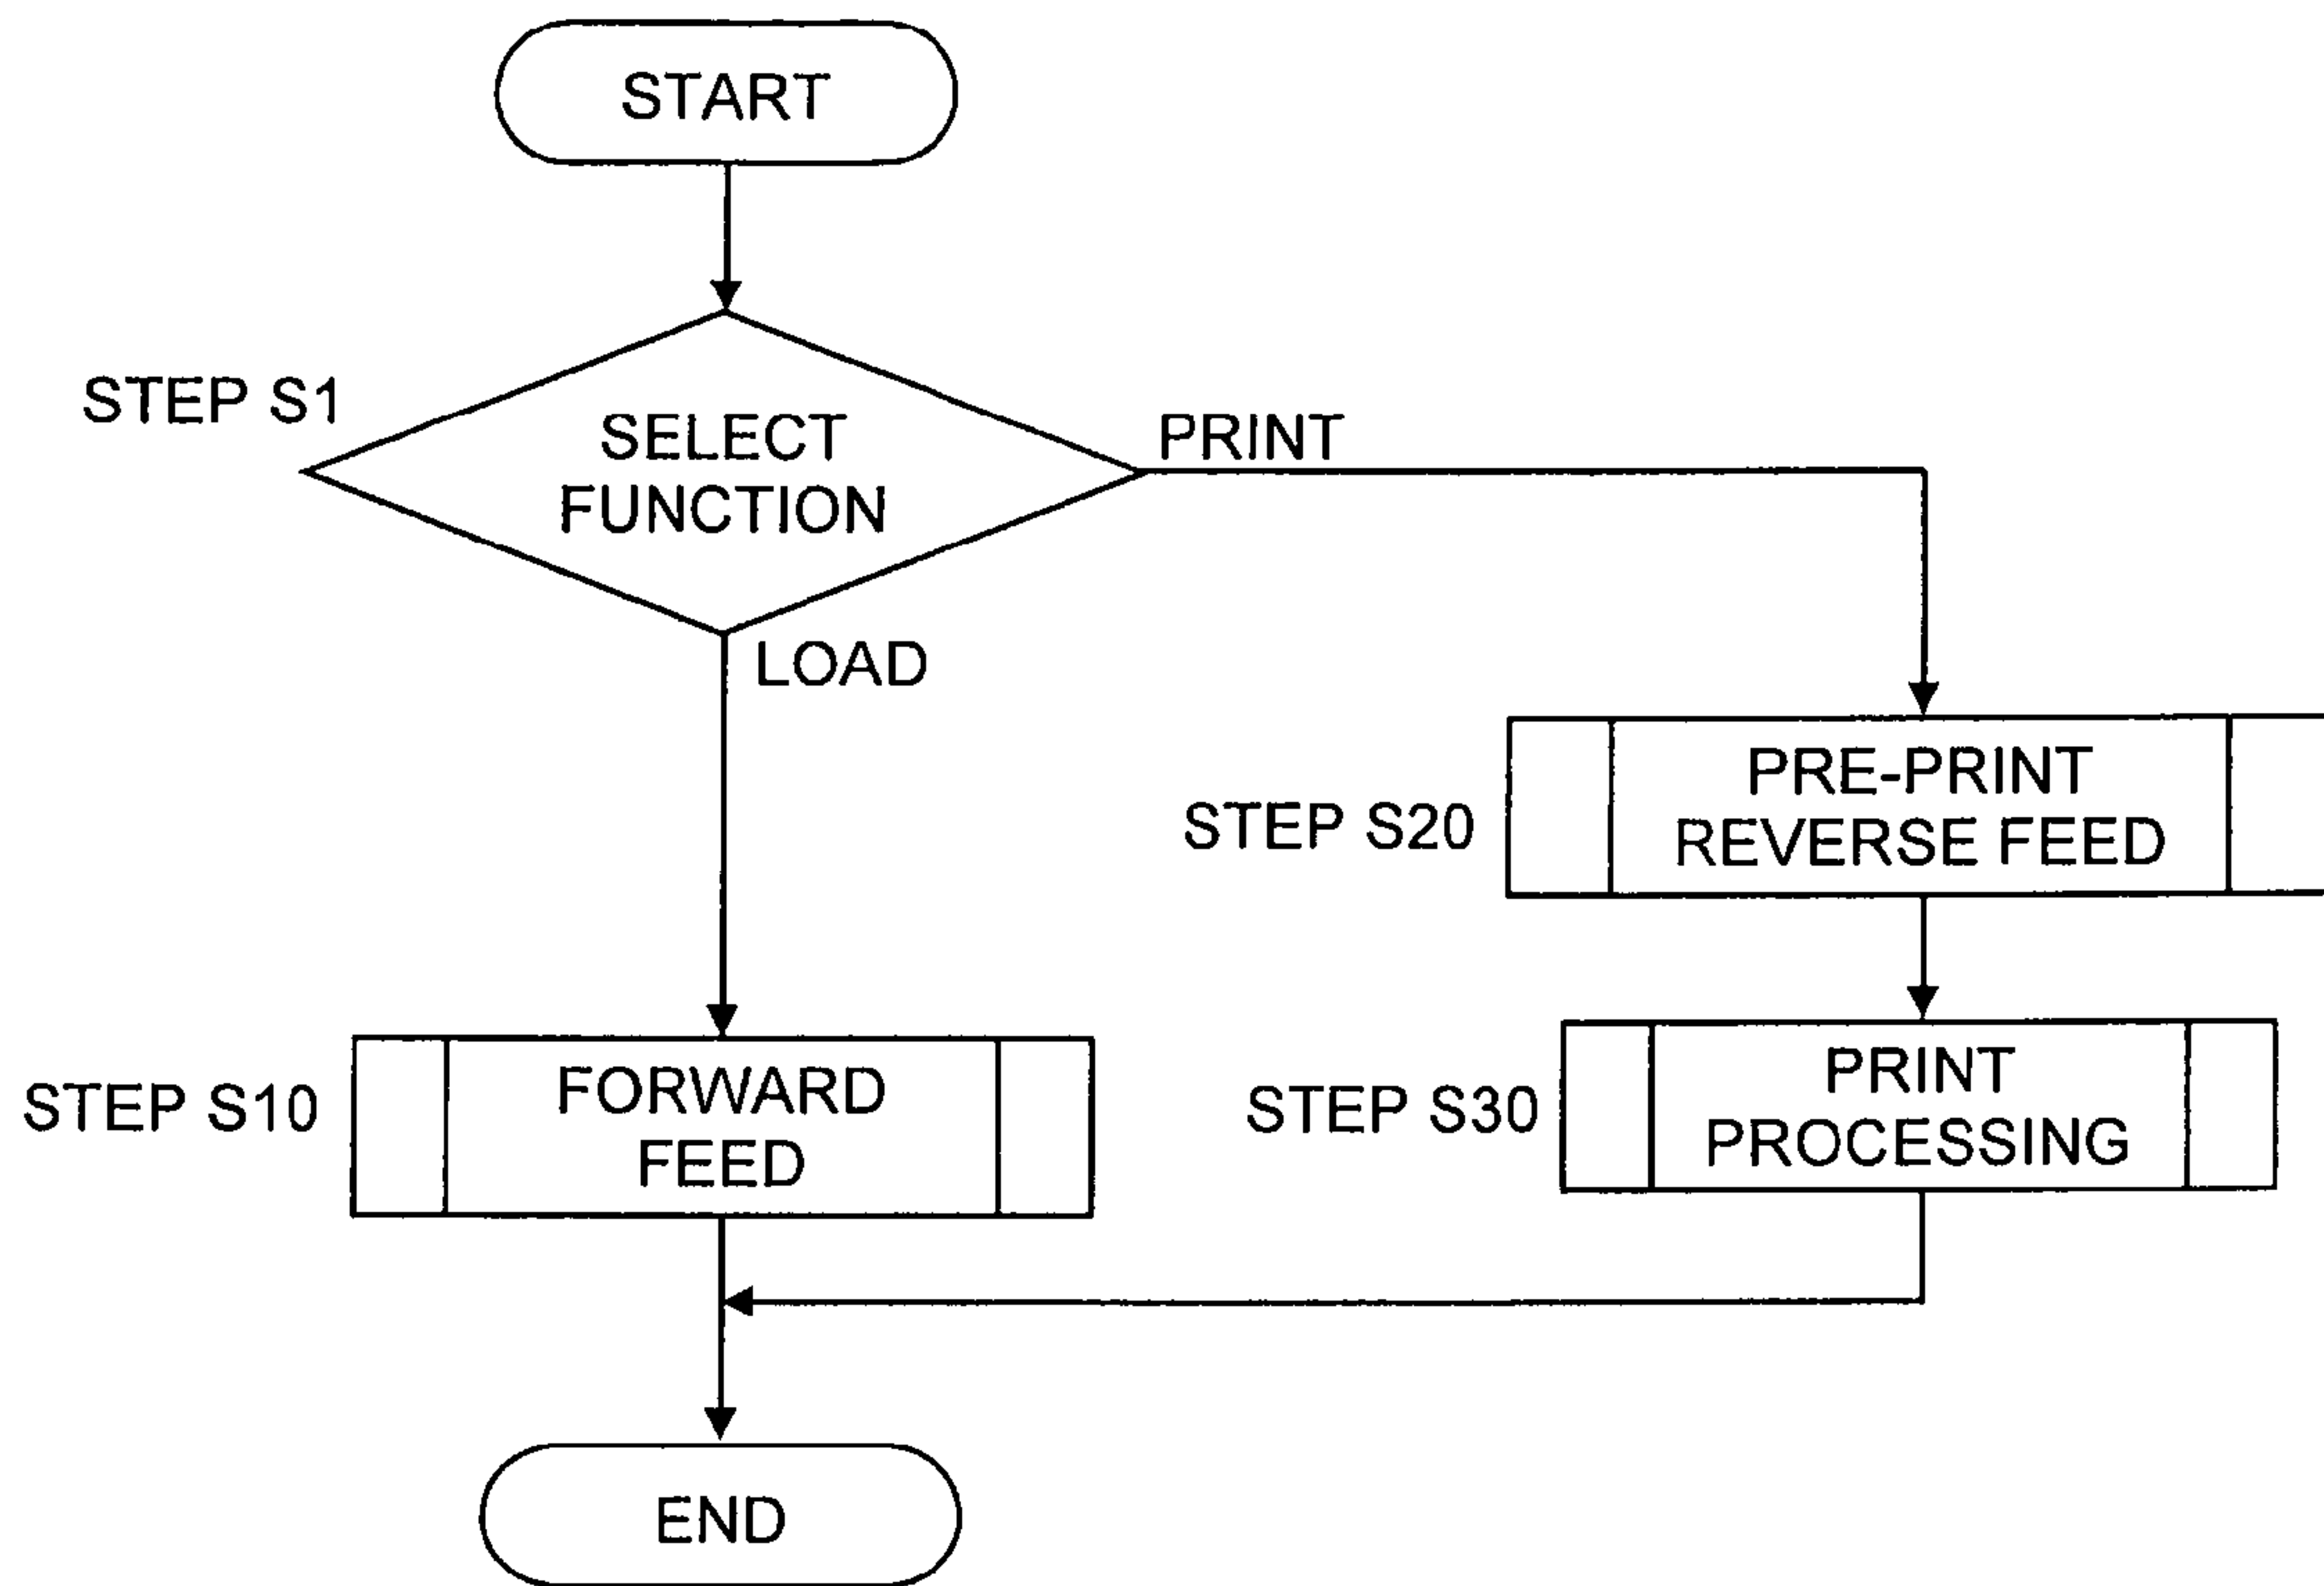 START
STEP S1
SELECT
FUNCTION
PRINT
LOAD
STEP S20
PRE-PRINT
REVERSE FEED
STEP S10
FORWARD
FEED
STEP S30
PRINT
PROCESSING
END